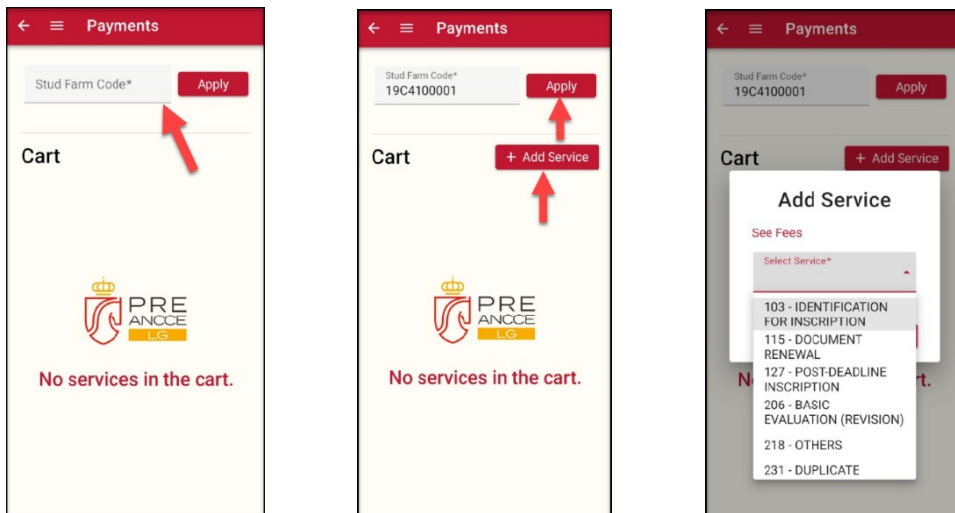 Payments
Stud Farm Code*
Apply
Cart
PRE
ANCCE
LG
No services in the cart.
Payments
Stud Farm Code*
19C4100001
Apply
Cart
+ Add Service
PRE
ANCCE
LG
No services in the cart.
Payments
Stud Farm Code*
19C4100001
Apply
Cart
+ Add Service
Add Service
See Fees
Select Service*
103 - IDENTIFICATION
FOR INSCRIPTION
115 - DOCUMENT
RENEWAL
127 - POST-DEADLINE
INSCRIPTION
206 - BASIC
EVALUATION (REVISION)
218 - OTHERS
231 - DUPLICATE
N
rt.